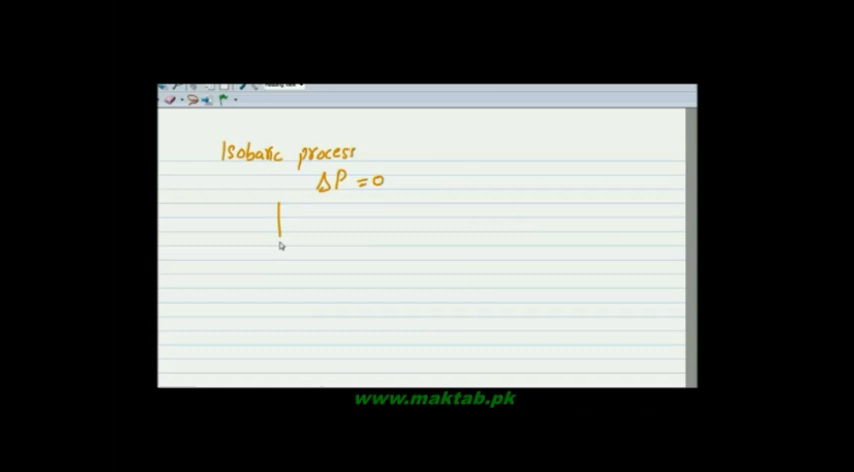 Isobaric process
ΔP = 0
www.maktab.pk